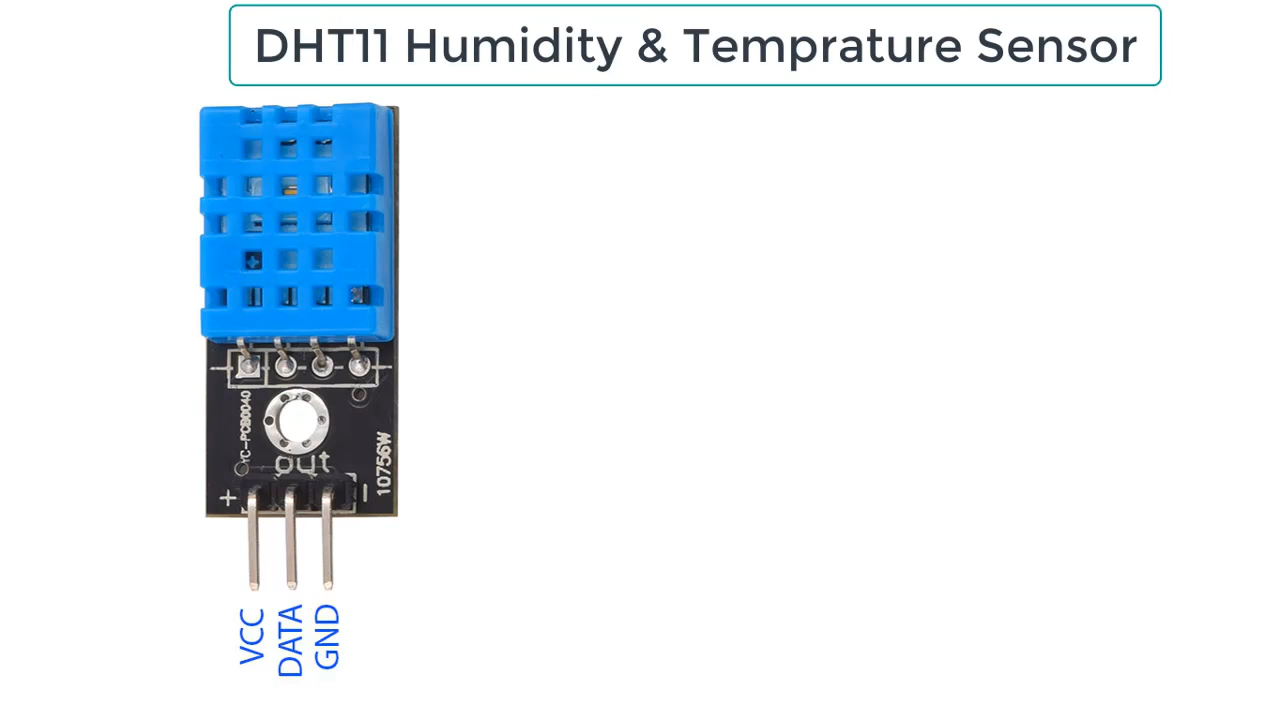 DHT11 Humidity & Temprature Sensor
YC-PCB0040
10756W
out
+ -
VCC
DATA
GND